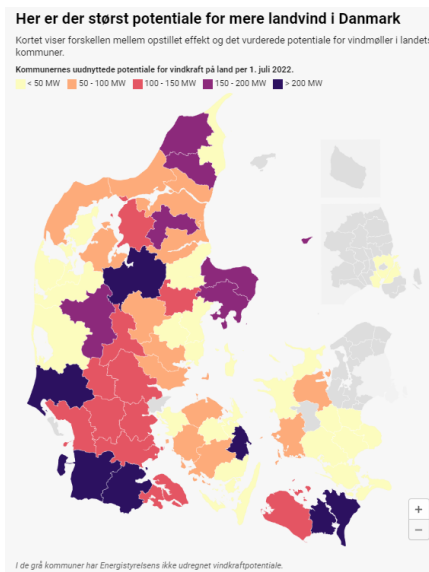 Her er der størst potentiale for mere landvind i Danmark
Kortet viser forskellen mellem opstillet effekt og det vurderede potentiale for vindmøller i landets
kommuner.
Kommunernes uudnyttede potentiale for vindkraft på land per 1. juli 2022.
< 50 MW 50 - 100 MW 100 - 150 MW 150 - 200 MW > 200 MW
+
−
I de grå kommuner har Energistyrelsens ikke udregnet vindkraftpotentiale.